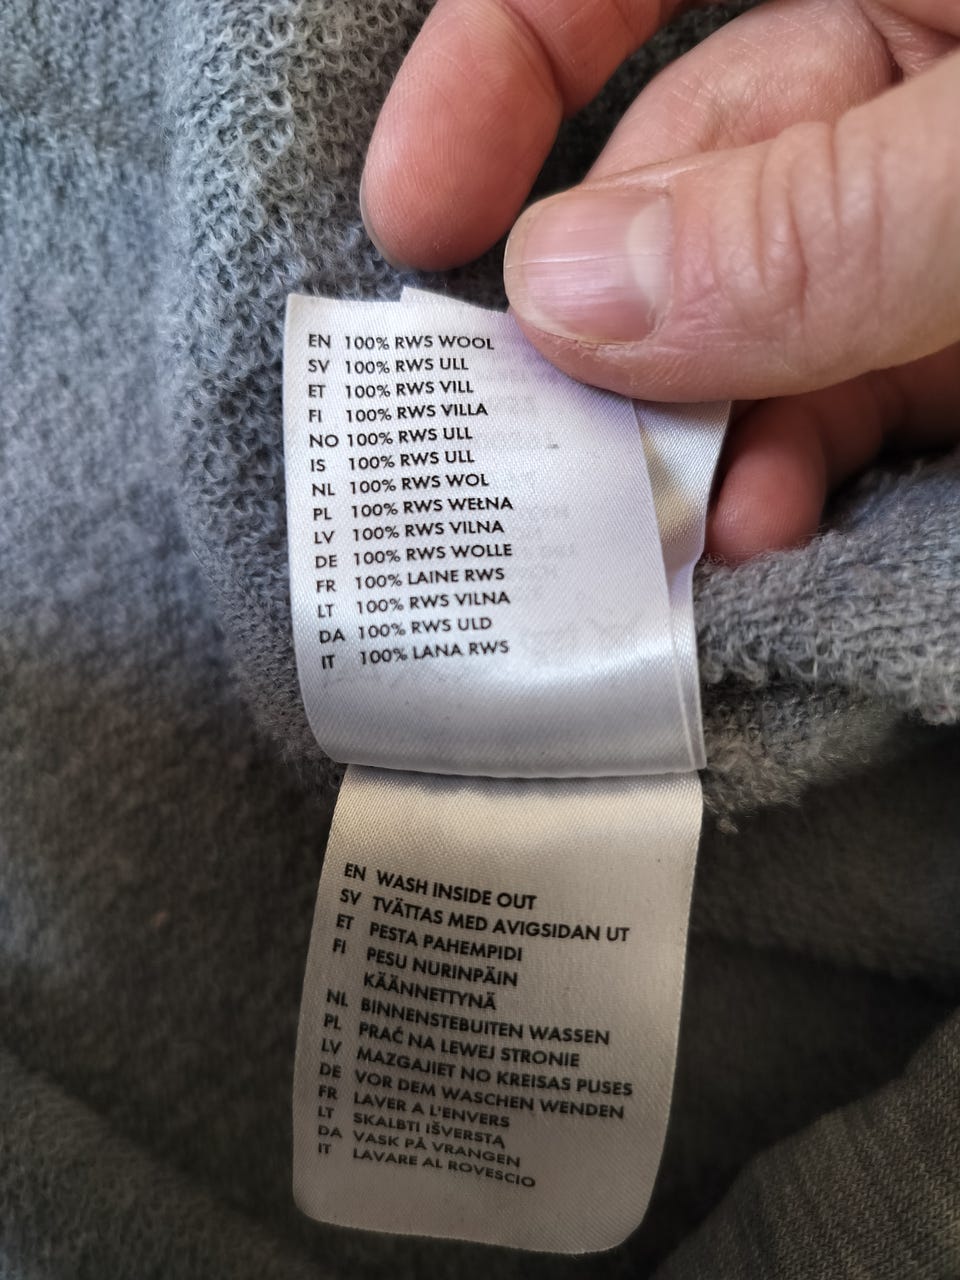 EN 100% RWS WOOL
SV 100% RWS ULL
ET 100% RWS VILL
FI 100% RWS VILLA
NO 100% RWS ULL
IS 100% RWS ULL
NL 100% RWS WOL
PL 100% RWS WEŁNA
LV 100% RWS VILNA
DE 100% RWS WOLLE
FR 100% LAINE RWS
LT 100% RWS VILNA
DA 100% RWS ULD
IT 100% LANA RWS
EN WASH INSIDE OUT
SV TVÄTTAS MED AVIGSIDAN UT
ET PESTA PAHEMPIDI
FI PESU NURINPÄIN
KÄÄNNETTYNÄ
NL BINNENSTEBUITEN WASSEN
PL PRAĆ NA LEWEJ STRONIE
LV MAZGAJIET NO KREISAS PUSES
DE VOR DEM WASCHEN WENDEN
FR LAVER A L'ENVERS
LT SKALBTI IŠVERSTĄ
DA VASK PÅ VRANGEN
IT LAVARE AL ROVESCIO